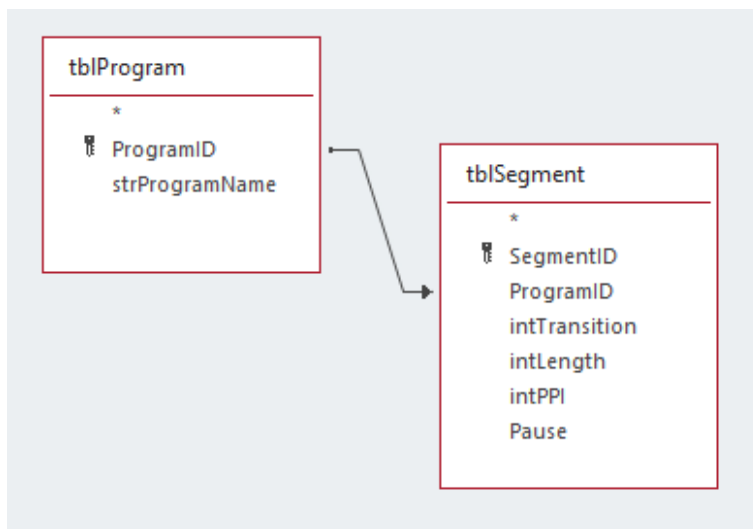 tblProgram
*
ProgramID
strProgramName
tblSegment
*
SegmentID
ProgramID
intTransition
intLength
intPPI
Pause